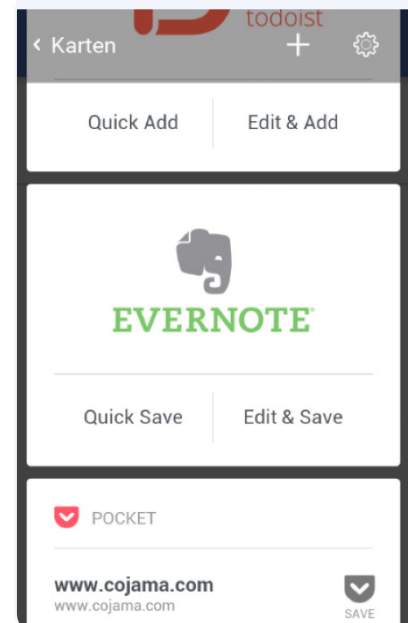 todoist
Karten
Quick Add
Edit & Add
EVERNOTE
Quick Save
Edit & Save
POCKET
www.cojama.com
www.cojama.com
SAVE